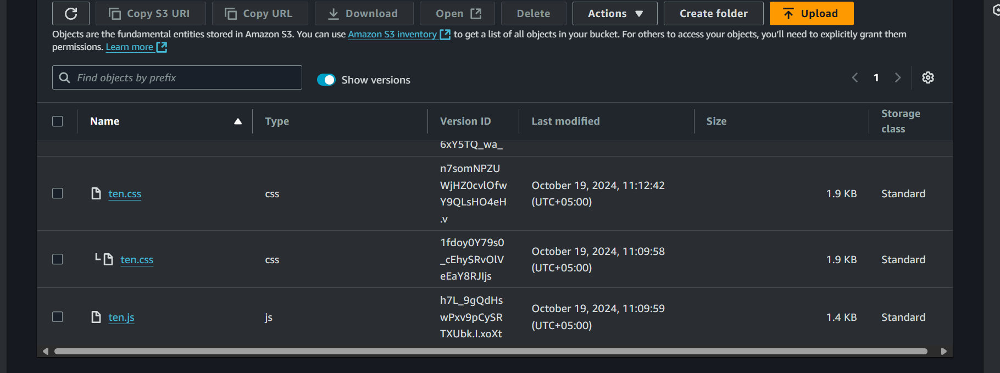 Copy S3 URI Copy URL Download Open Delete Actions Create folder Upload
Objects are the fundamental entities stored in Amazon S3. You can use Amazon S3 inventory to get a list of all objects in your bucket. For others to access your objects, you’ll need to explicitly grant them
permissions. Learn more
Find objects by prefix Show versions 1
Name Type Version ID Last modified Size Storage
class
6xY5TQ_wa_
n7somNPZU
WjHZ0cvlOfw
Y9QLsHO4eH
.v
ten.css css October 19, 2024, 11:12:42
(UTC+05:00) 1.9 KB Standard
1fdoy0Y79s0
_cEhySRvOlV
eEaY8RJIjs
ten.css css October 19, 2024, 11:09:58
(UTC+05:00) 1.9 KB Standard
h7L_9gQdHs
wPxv9pCySR
TXUbk.I.xoXt
ten.js js October 19, 2024, 11:09:59
(UTC+05:00) 1.4 KB Standard